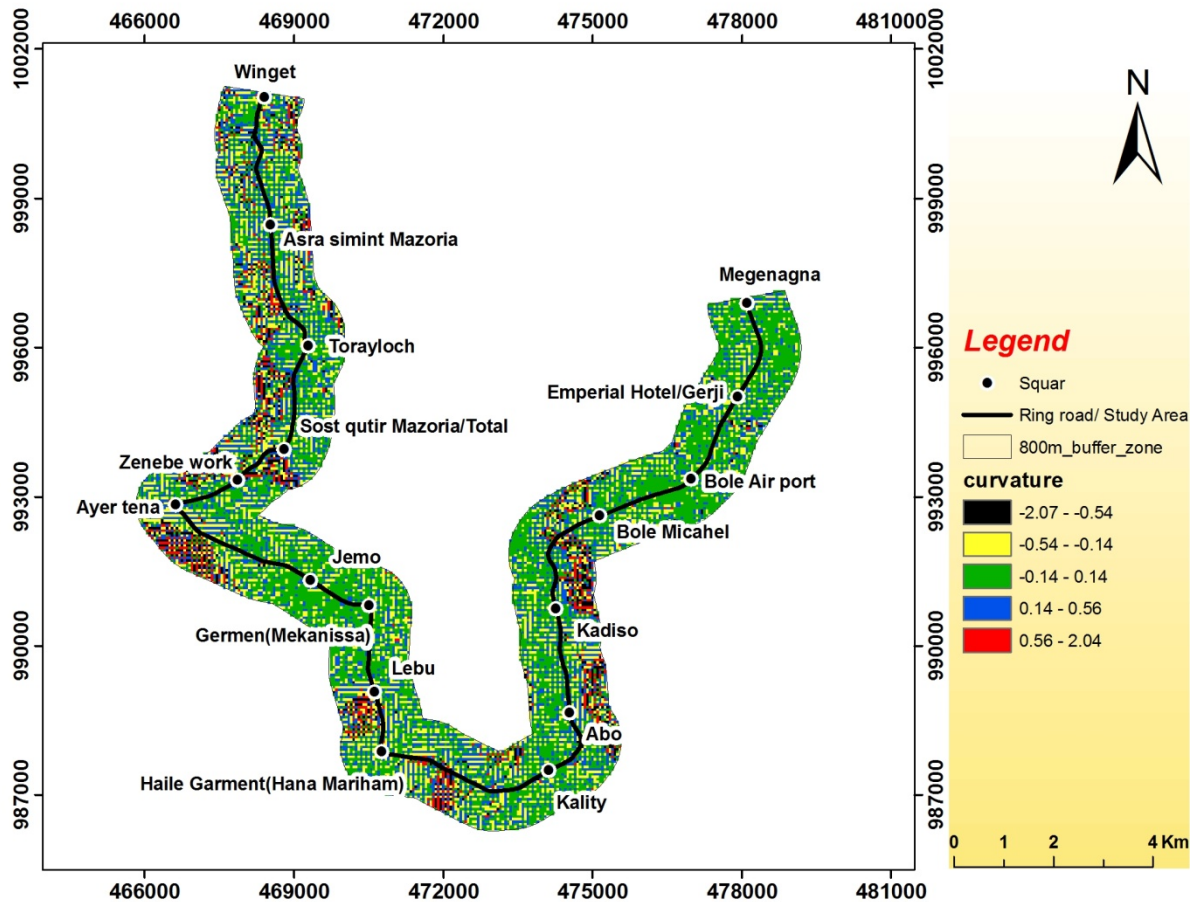 466000 469000 472000 475000 478000 481000
1002000
999000
996000
993000
990000
987000
Winget
Asra simint Mazoria
Torayloch
Sost qutir Mazoria/Total
Zenebe work
Ayer tena
Jemo
Germen(Mekanissa)
Lebu
Haile Garment(Hana Mariham)
Kality
Abo
Kadiso
Bole Micahel
Bole Air port
Emperial Hotel/Gerji
Megenagna
1002000
999000
996000
993000
990000
987000
466000 469000 472000 475000 478000 481000
N
Legend
Squar
Ring road/ Study Area
800m_buffer_zone
curvature
-2.07 - -0.54
-0.54 - -0.14
-0.14 - 0.14
0.14 - 0.56
0.56 - 2.04
0 1 2 4 Km